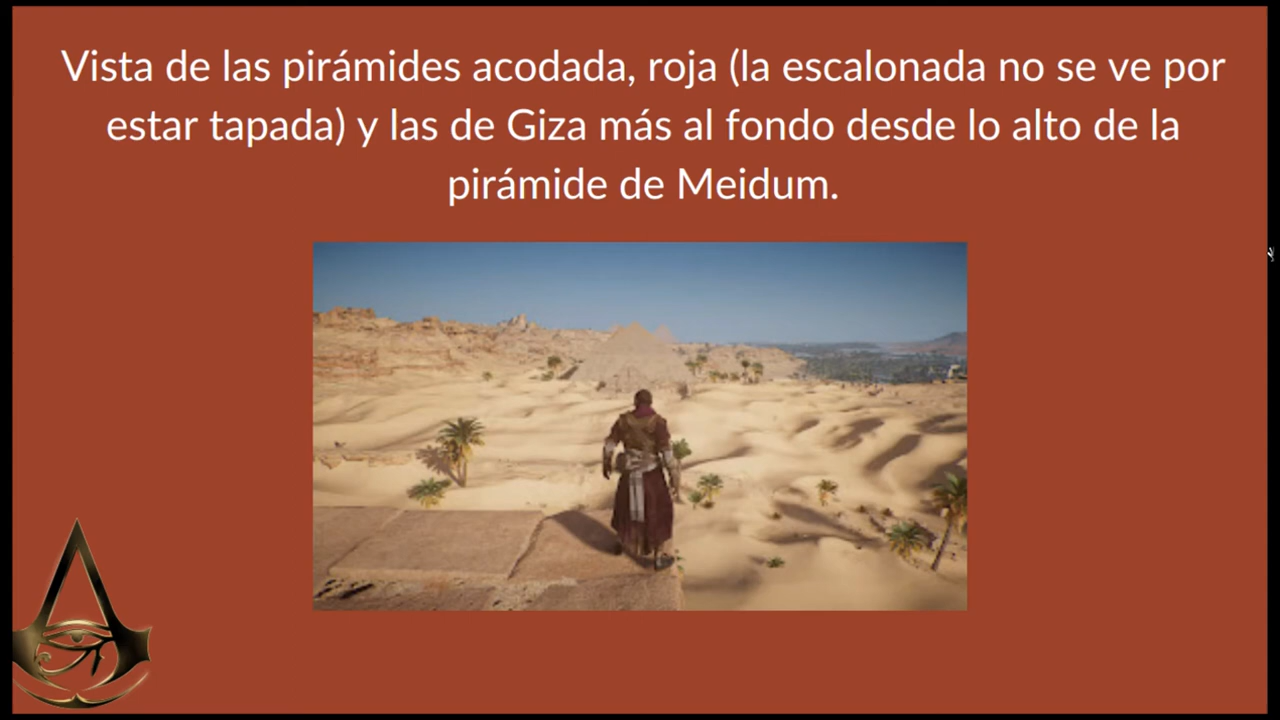 Vista de las pirámides acodada, roja (la escalonada no se ve por
estar tapada) y las de Giza más al fondo desde lo alto de la
pirámide de Meidum.